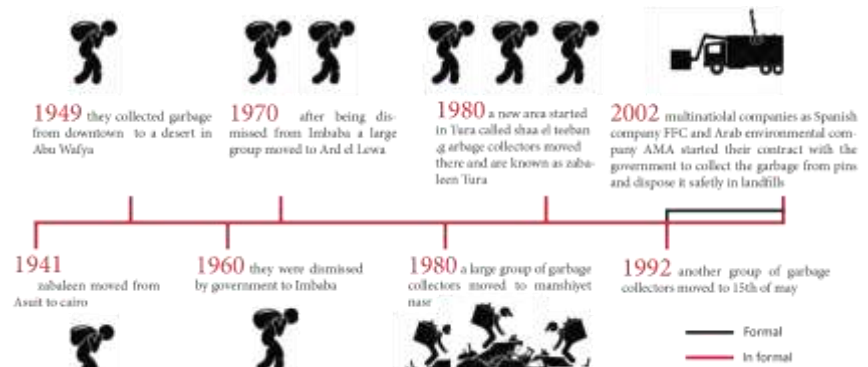 1949 they collected garbage
from downtown to a desert in
Abu Wafya
1970 after being dis-
missed from Imbaba a large
group moved to Ard el Lewa
1980 a new area started
in Tura called shaa el teeban
.g arbage collectors moved
there and are known as zaba-
leen Tura
2002 multinatiolal companies as Spanish
company FFC and Arab environmental com-
pany AMA started their contract with the
government to collect the garbage from pins
and dispose it safetly in landfills
1941
zabaleen moved from
Asuit to cairo
1960 they were dismissed
by government to Imbaba
1980 a large group of garbage
collectors moved to manshiyet
nasr
1992 another group of garbage
collectors moved to 15th of may
Formal
In formal